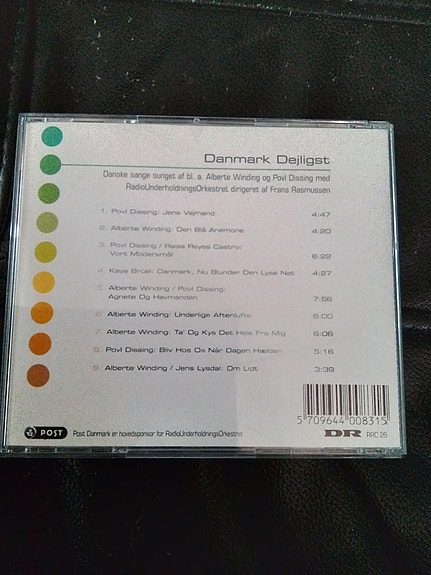 Danmark Dejligst
Danske sange sunget af bl. a. Alberte Winding og Povl Dissing med
RadioUnderholdningsOrkestret dirigeret af Frans Rasmussen
1. Povl Dissing: Jens Vejmand 4:47
2. Alberte Winding: Den Blå Anemone 4:20
3. Povl Dissing / Rasa Reyes Castro:
Vort Modersmål 6:22
4. Kaya Brüel: Danmark, Nu Blunder Den Lyse Nat 4:27
5. Alberte Winding / Povl Dissing:
Agnete Og Havmanden 7:56
6. Alberte Winding: Underlige Aftenlufte 6:00
7. Alberte Winding: Ta' Og Kys Det Hele Fra Mig 6:06
8. Povl Dissing: Bliv Hos Os Når Dagen Hælder 5:16
9. Alberte Winding / Jens Lysdal: Om Lidt 3:39
5 709644 008315
POST Post Danmark er hovedsponsor for RadioUnderholdningsOrkestret DR RRC 26